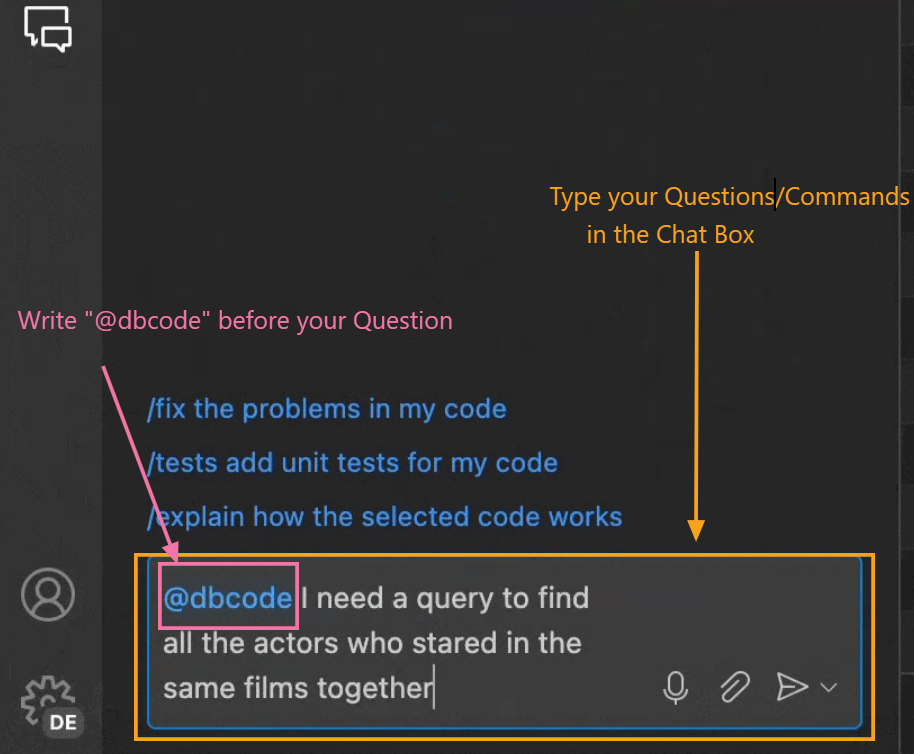 Type your Questions/Commands
in the Chat Box
Write "@dbcode" before your Question
/fix the problems in my code
/tests add unit tests for my code
/explain how the selected code works
@dbcode I need a query to find
all the actors who stared in the
same films together
DE